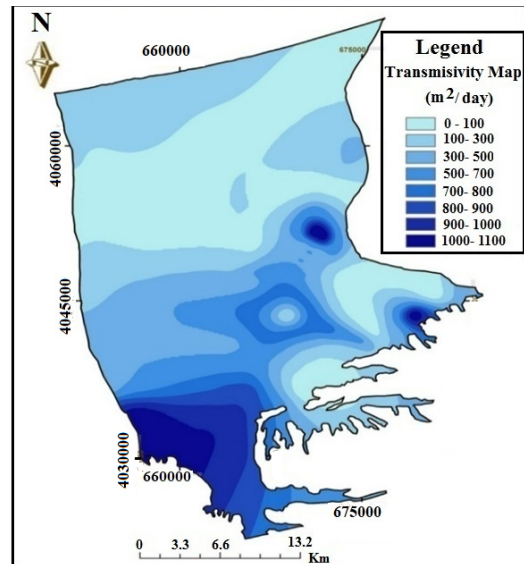 N
660000
675000
Legend
Transmisivity Map
(m²/day)
0 - 100
100- 300
300- 500
500- 700
700- 800
800- 900
900- 1000
1000- 1100
4060000
4045000
4030000
660000
675000
0 3.3 6.6 13.2
Km